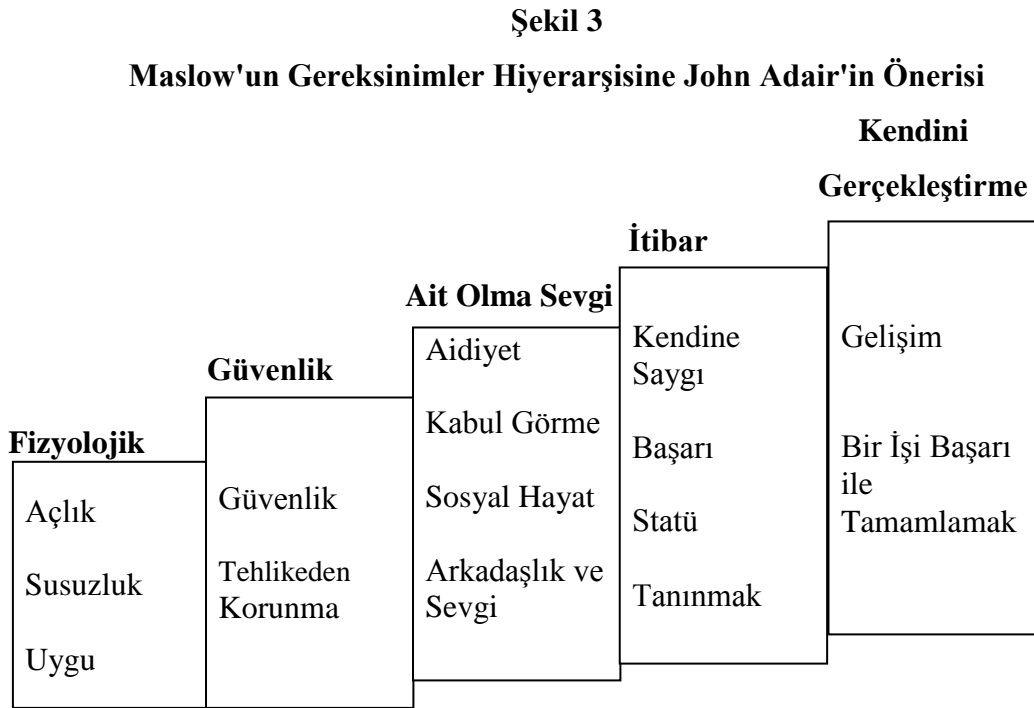 Şekil 3
Maslow'un Gereksinimler Hiyerarşisine John Adair'in Önerisi
Kendini
Gerçekleştirme
İtibar
Ait Olma Sevgi
Güvenlik
Fizyolojik
Açlık
Susuzluk
Uygu
Güvenlik
Tehlikeden
Korunma
Aidiyet
Kabul Görme
Sosyal Hayat
Arkadaşlık ve
Sevgi
Kendine
Saygı
Başarı
Statü
Tanınmak
Gelişim
Bir İşi Başarı
ile
Tamamlamak